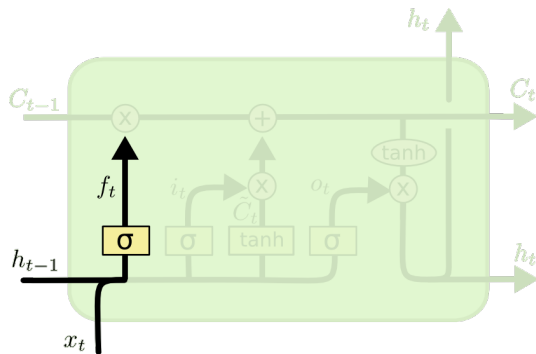 h_t
C_{t-1}
x
+
C_t
tanh
f_t
i_t
x
C̃_t
o_t
x
σ
σ
tanh
σ
h_{t-1}
h_t
x_t